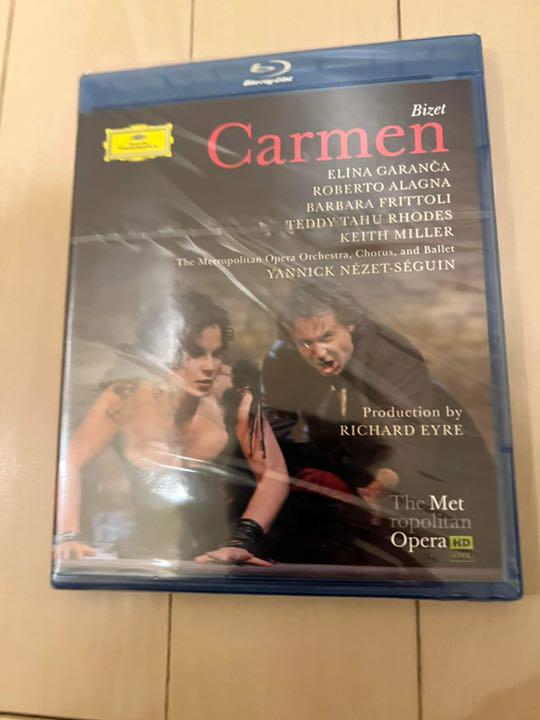 Blu-ray Disc
Bizet
Carmen
ELĪNA GARANČA
ROBERTO ALAGNA
BARBARA FRITTOLI
TEDDY TAHU RHODES
KEITH MILLER
The Metropolitan Opera Orchestra, Chorus, and Ballet
YANNICK NÉZET-SÉGUIN
Production by
RICHARD EYRE
The Met
ropolitan
Opera HD
LIVE